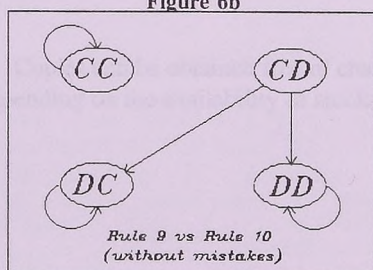 Figure 6b
CC
CD
DC
DD
Rule 9 vs Rule 10
(without mistakes)